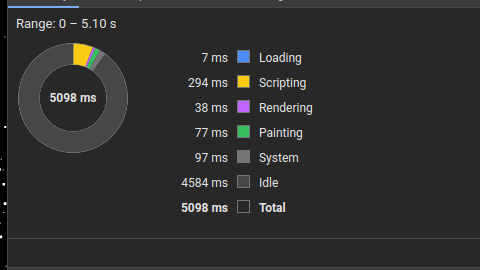 Range: 0 – 5.10 s
5098 ms
7 ms Loading
294 ms Scripting
38 ms Rendering
77 ms Painting
97 ms System
4584 ms Idle
5098 ms Total